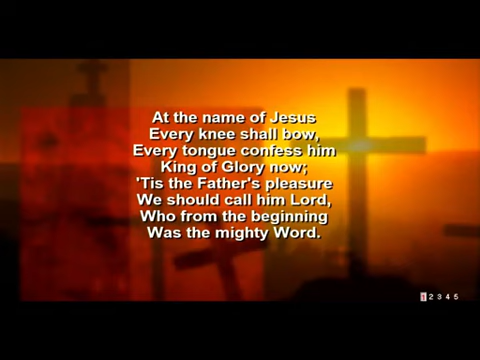 At the name of Jesus
Every knee shall bow,
Every tongue confess him
King of Glory now;
'Tis the Father's pleasure
We should call him Lord,
Who from the beginning
Was the mighty Word.
1 2 3 4 5